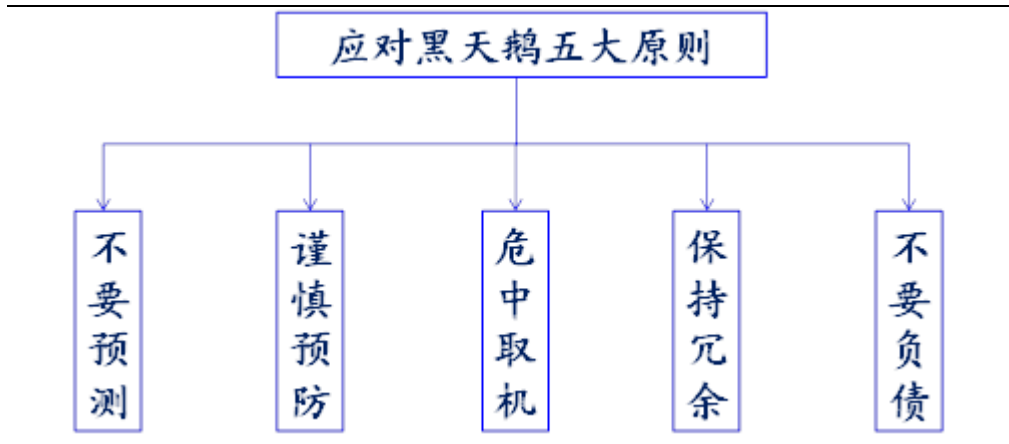 应对黑天鹅五大原则
不要预测
谨慎预防
危中取机
保持冗余
不要负债